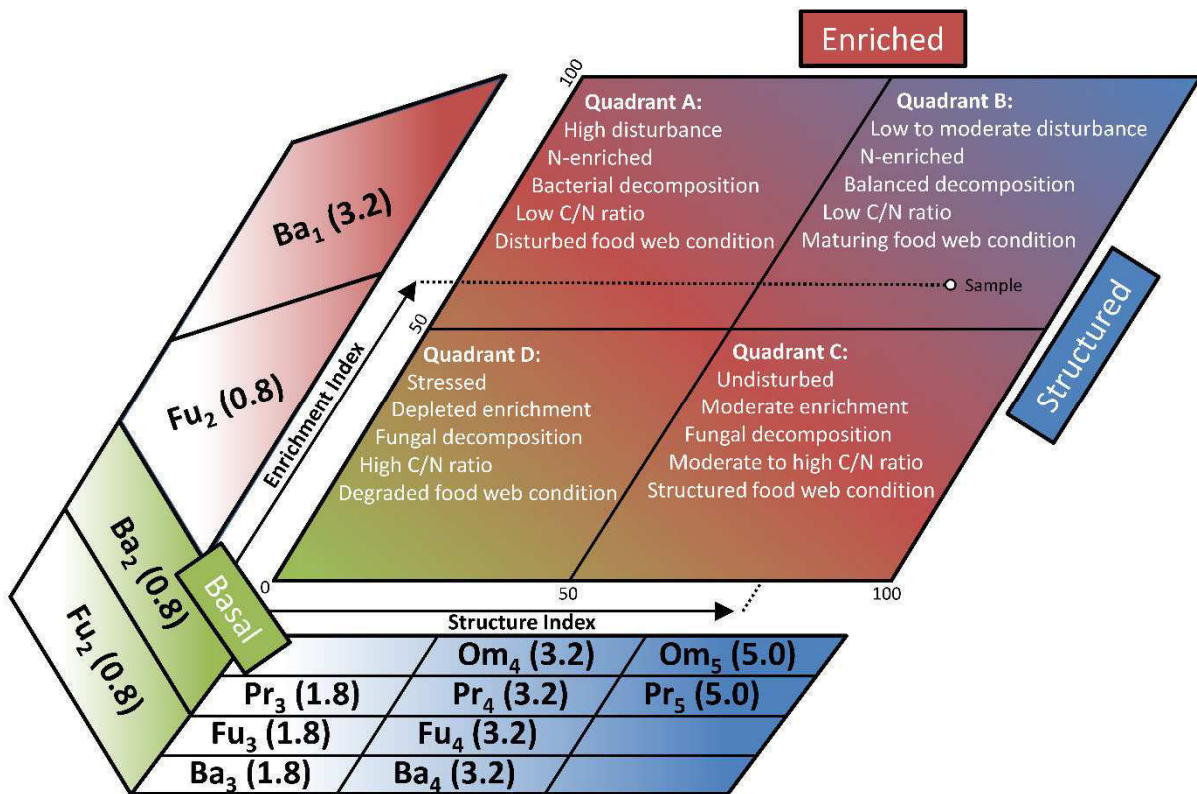 Enriched
100
Quadrant A:
High disturbance
N-enriched
Bacterial decomposition
Low C/N ratio
Disturbed food web condition
Quadrant B:
Low to moderate disturbance
N-enriched
Balanced decomposition
Low C/N ratio
Maturing food web condition
Sample
Structured
50
Quadrant D:
Stressed
Depleted enrichment
Fungal decomposition
High C/N ratio
Degraded food web condition
Quadrant C:
Undisturbed
Moderate enrichment
Fungal decomposition
Moderate to high C/N ratio
Structured food web condition
Ba₁ (3.2)
Fu₂ (0.8)
Enrichment Index
Ba₂ (0.8)
Fu₂ (0.8)
Basal
0
50
100
Structure Index
Om₄ (3.2)
Om₅ (5.0)
Pr₃ (1.8)
Pr₄ (3.2)
Pr₅ (5.0)
Fu₃ (1.8)
Fu₄ (3.2)
Ba₃ (1.8)
Ba₄ (3.2)